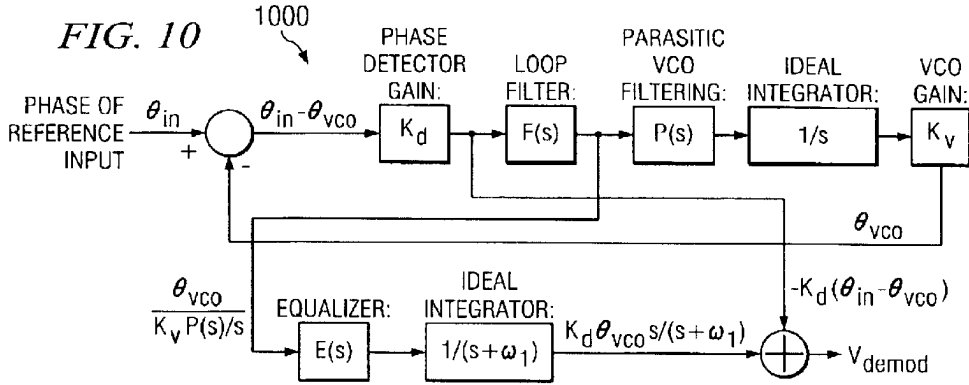 FIG. 10
1000
PHASE
DETECTOR
GAIN:
LOOP
FILTER:
PARASITIC
VCO
FILTERING:
IDEAL
INTEGRATOR:
VCO
GAIN:
PHASE OF
REFERENCE
INPUT
θin
+
-
θin-θvco
Kd
F(s)
P(s)
1/s
Kv
θvco
θvco
KvP(s)/s
EQUALIZER:
E(s)
IDEAL
INTEGRATOR:
1/(s+ω1)
Kdθvcos/(s+ω1)
-Kd(θin-θvco)
+
Vdemod